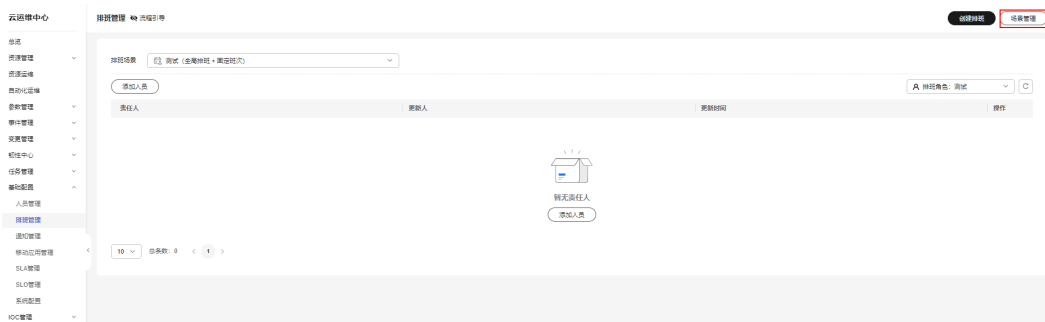 云运维中心
排班管理 流程引导
创建排班 场景管理
总览
资源管理
资源运维
自动化运维
参数管理
事件管理
变更管理
韧性中心
任务管理
基础配置
人员管理
排班管理
通知管理
移动应用管理
SLA管理
SLO管理
系统配置
IOC管理
排班场景 测试（全局排班 + 固定班次）
添加人员
排班角色：测试
责任人 更新人 更新时间 操作
暂无责任人
添加人员
10 总条数：0 < 1 >